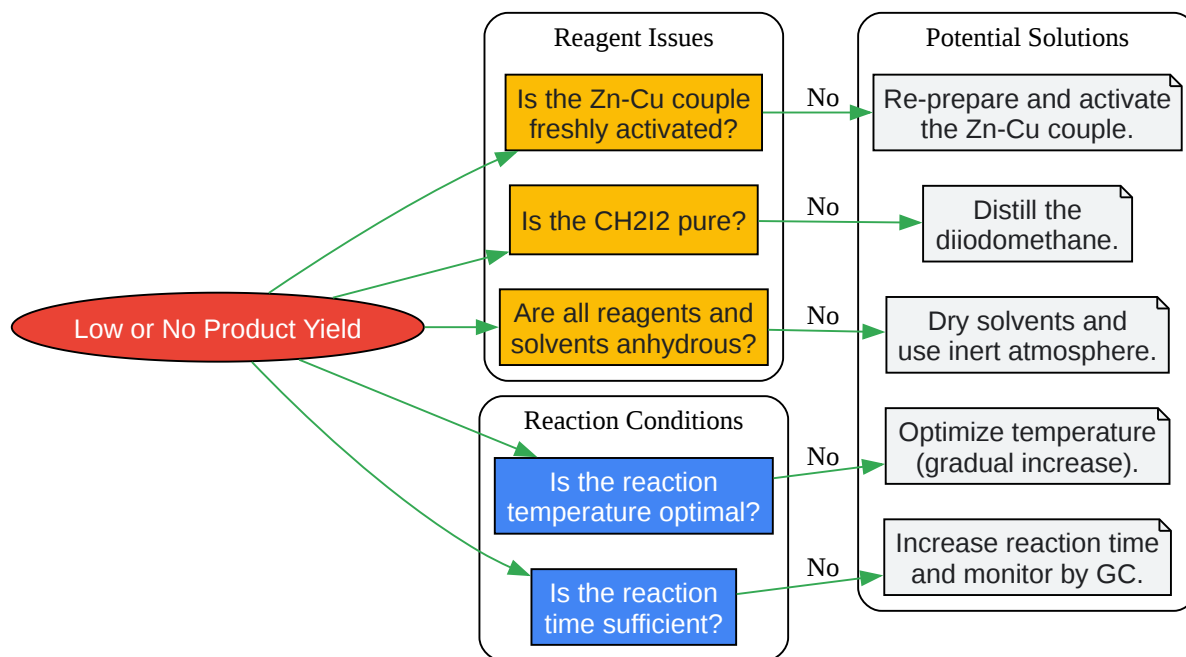 Low or No Product Yield
Reagent Issues
Is the Zn-Cu couple
freshly activated?
Is the CH2I2 pure?
Are all reagents and
solvents anhydrous?
Reaction Conditions
Is the reaction
temperature optimal?
Is the reaction
time sufficient?
No
No
No
No
No
Potential Solutions
Re-prepare and activate
the Zn-Cu couple.
Distill the
diiodomethane.
Dry solvents and
use inert atmosphere.
Optimize temperature
(gradual increase).
Increase reaction time
and monitor by GC.